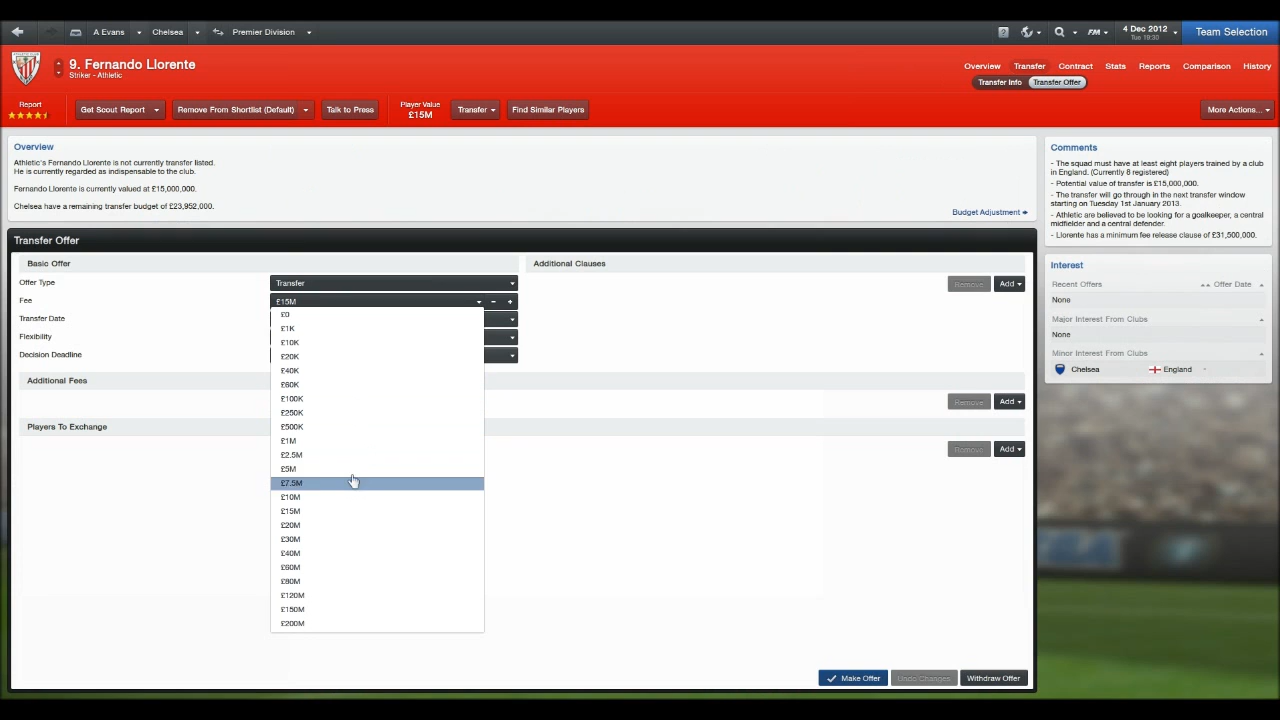 A Evans Chelsea Premier Division FM 4 Dec 2012 Team Selection
Tue 19:30
9. Fernando Llorente
Striker - Athletic
Overview Transfer Contract Stats Reports Comparison History
Transfer Info Transfer Offer
Report Get Scout Report Remove From Shortlist (Default) Talk to Press Player Value £15M Transfer Find Similar Players More Actions...
Overview
Athletic's Fernando Llorente is not currently transfer listed.
He is currently regarded as indispensable to the club.
Fernando Llorente is currently valued at £15,000,000.
Chelsea have a remaining transfer budget of £23,952,000.
Budget Adjustment
Comments
- The squad must have at least eight players trained by a club
in England. (Currently 8 registered)
- Potential value of transfer is £15,000,000.
- The transfer will go through in the next transfer window
starting on Tuesday 1st January 2013.
- Athletic are believed to be looking for a goalkeeper, a central
midfielder and a central defender.
- Llorente has a minimum fee release clause of £31,500,000.
Transfer Offer
Basic Offer Additional Clauses
Offer Type Transfer Remove Add
Fee £15M - +
Transfer Date
Flexibility
Decision Deadline
Additional Fees
Remove Add
Players To Exchange
Remove Add
£0
£1K
£10K
£20K
£40K
£60K
£100K
£250K
£500K
£1M
£2.5M
£5M
£7.5M
£10M
£15M
£20M
£30M
£40M
£60M
£80M
£120M
£150M
£200M
Make Offer Undo Changes Withdraw Offer
Interest
Recent Offers Offer Date
None
Major Interest From Clubs
None
Minor Interest From Clubs
Chelsea England -